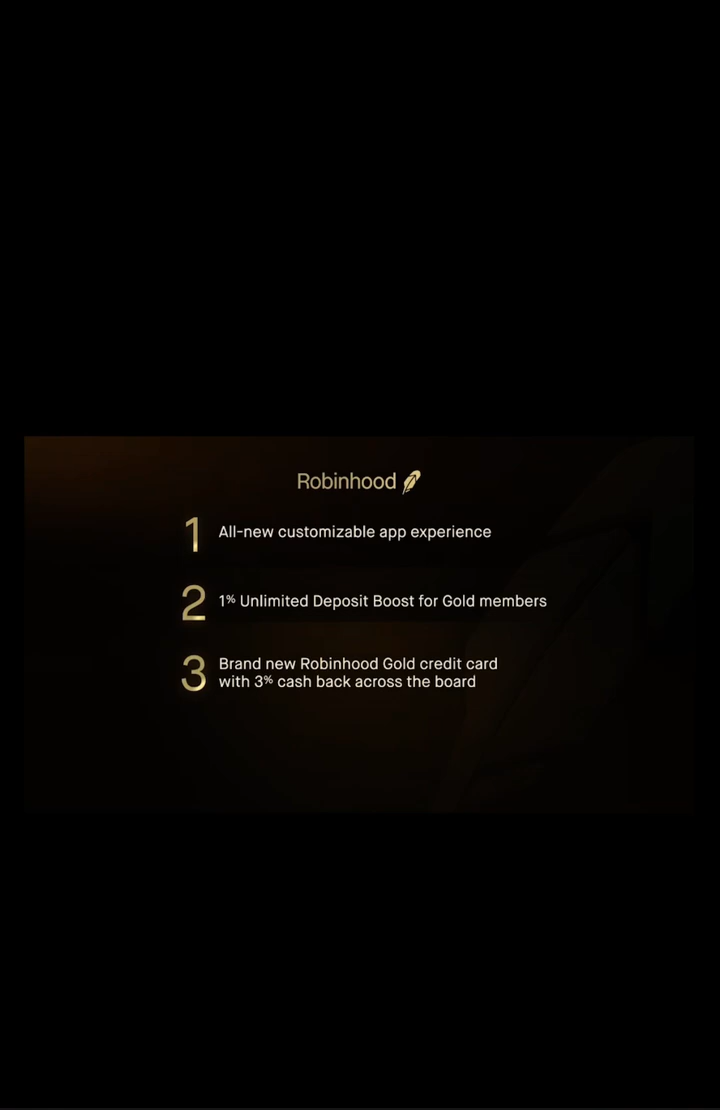 Robinhood
1 All-new customizable app experience
2 1% Unlimited Deposit Boost for Gold members
3 Brand new Robinhood Gold credit card
with 3% cash back across the board